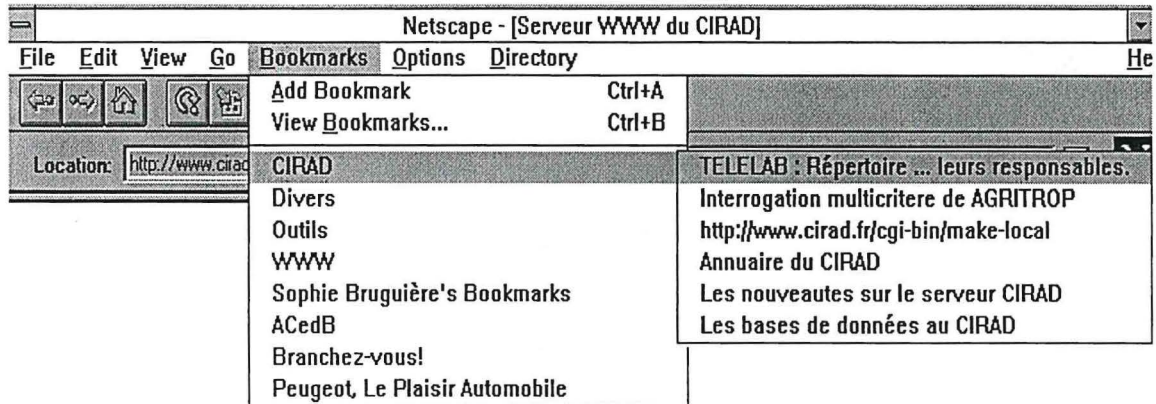 Netscape - [Serveur WWW du CIRAD]
File Edit View Go Bookmarks Options Directory He
Add Bookmark Ctrl+A
View Bookmarks... Ctrl+B
Location: http://www.cirad
CIRAD
Divers
Outils
WWW
Sophie Bruguière's Bookmarks
ACedB
Branchez-vous!
Peugeot, Le Plaisir Automobile
TELELAB : Répertoire ... leurs responsables.
Interrogation multicritere de AGRITROP
http://www.cirad.fr/cgi-bin/make-local
Annuaire du CIRAD
Les nouveautes sur le serveur CIRAD
Les bases de données au CIRAD